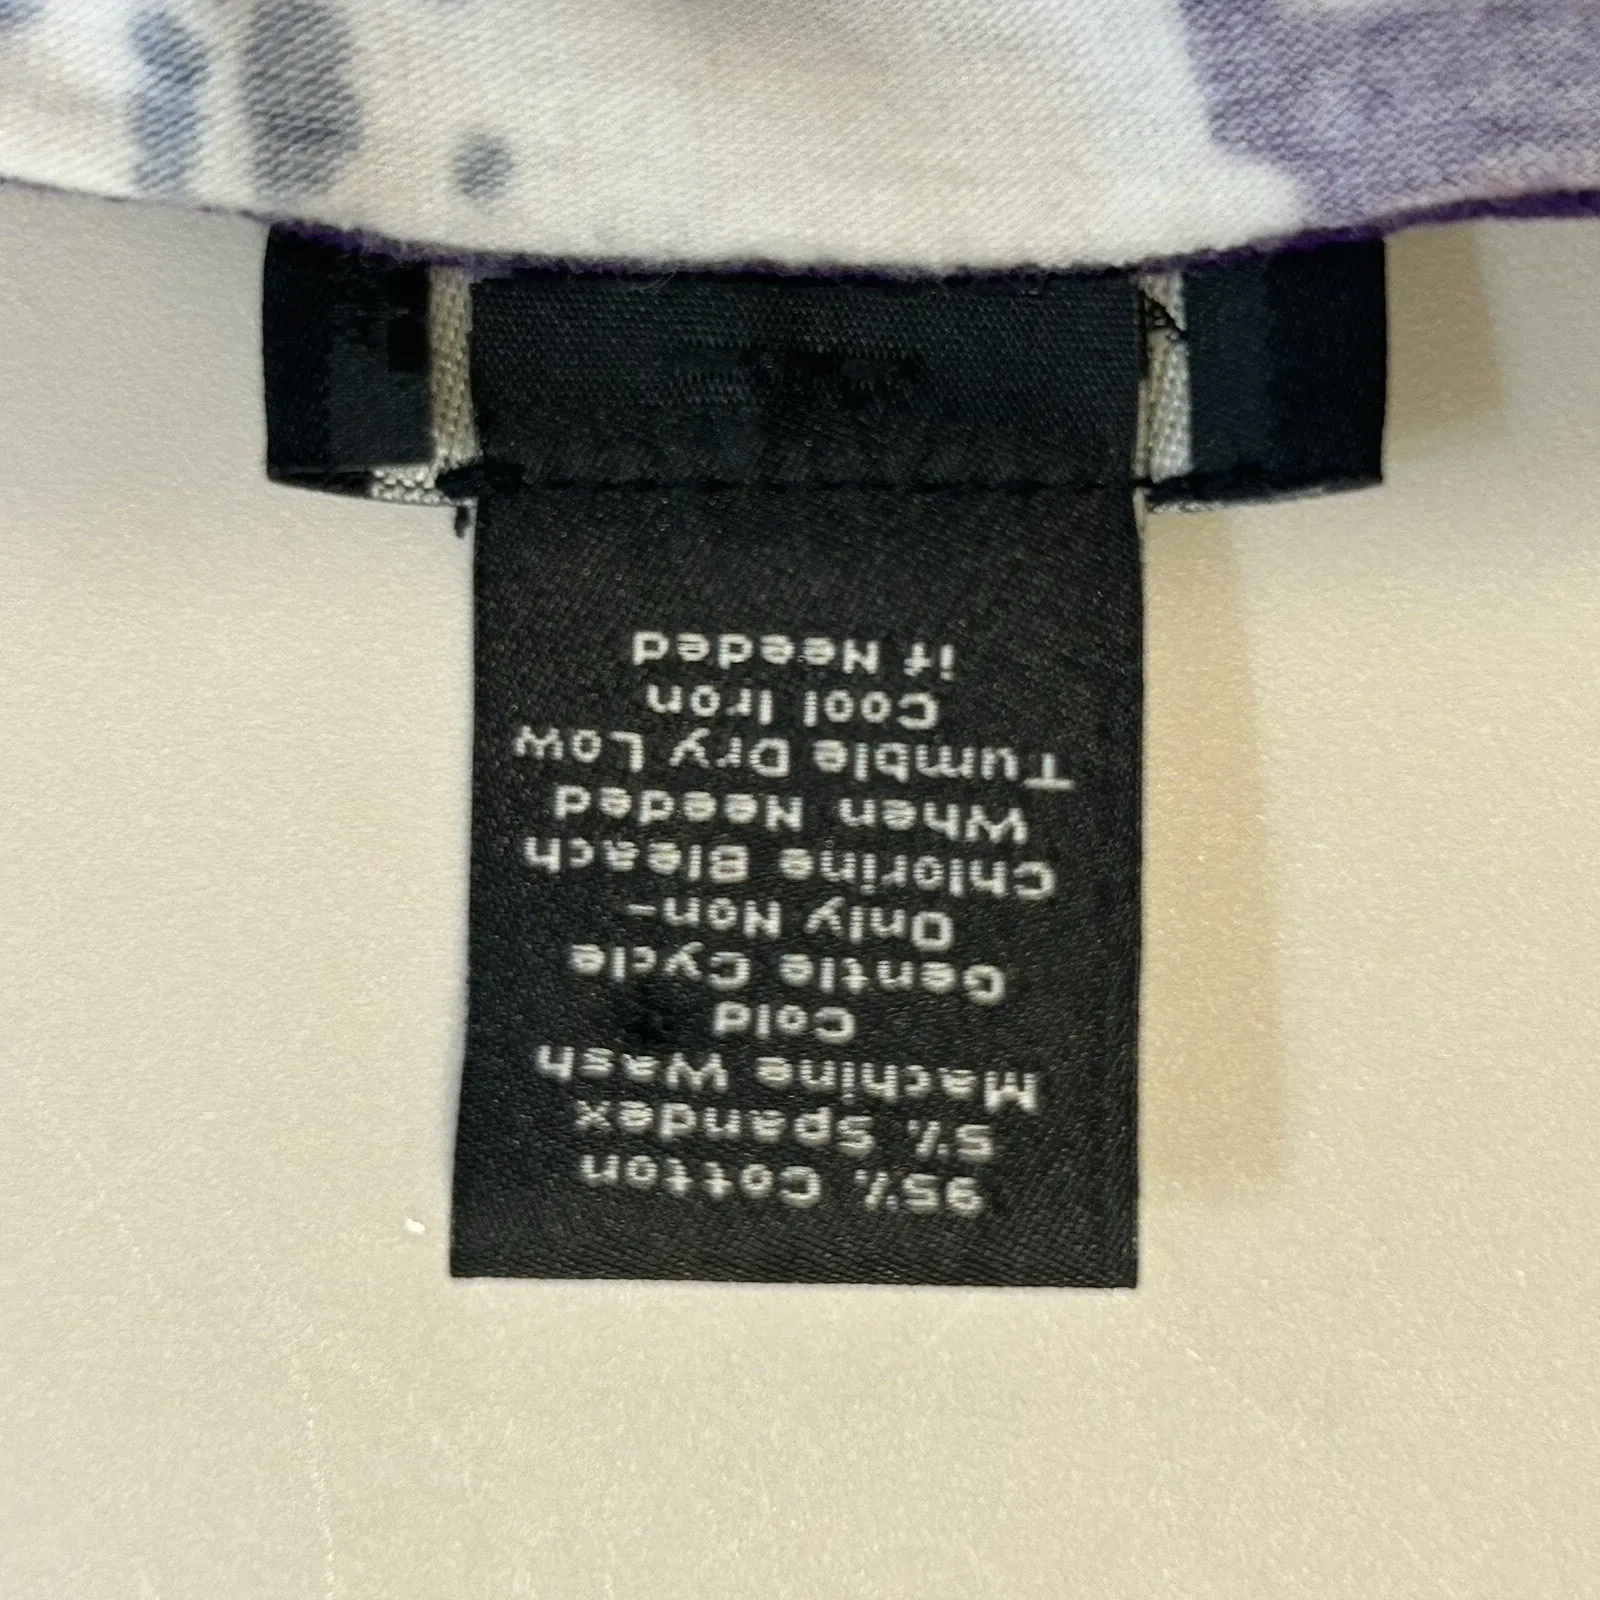 95% Cotton
5% Spandex
Machine Wash
Cold
Gentle Cycle
Only Non-
Chlorine Bleach
When Needed
Tumble Dry Low
Cool Iron
if Needed